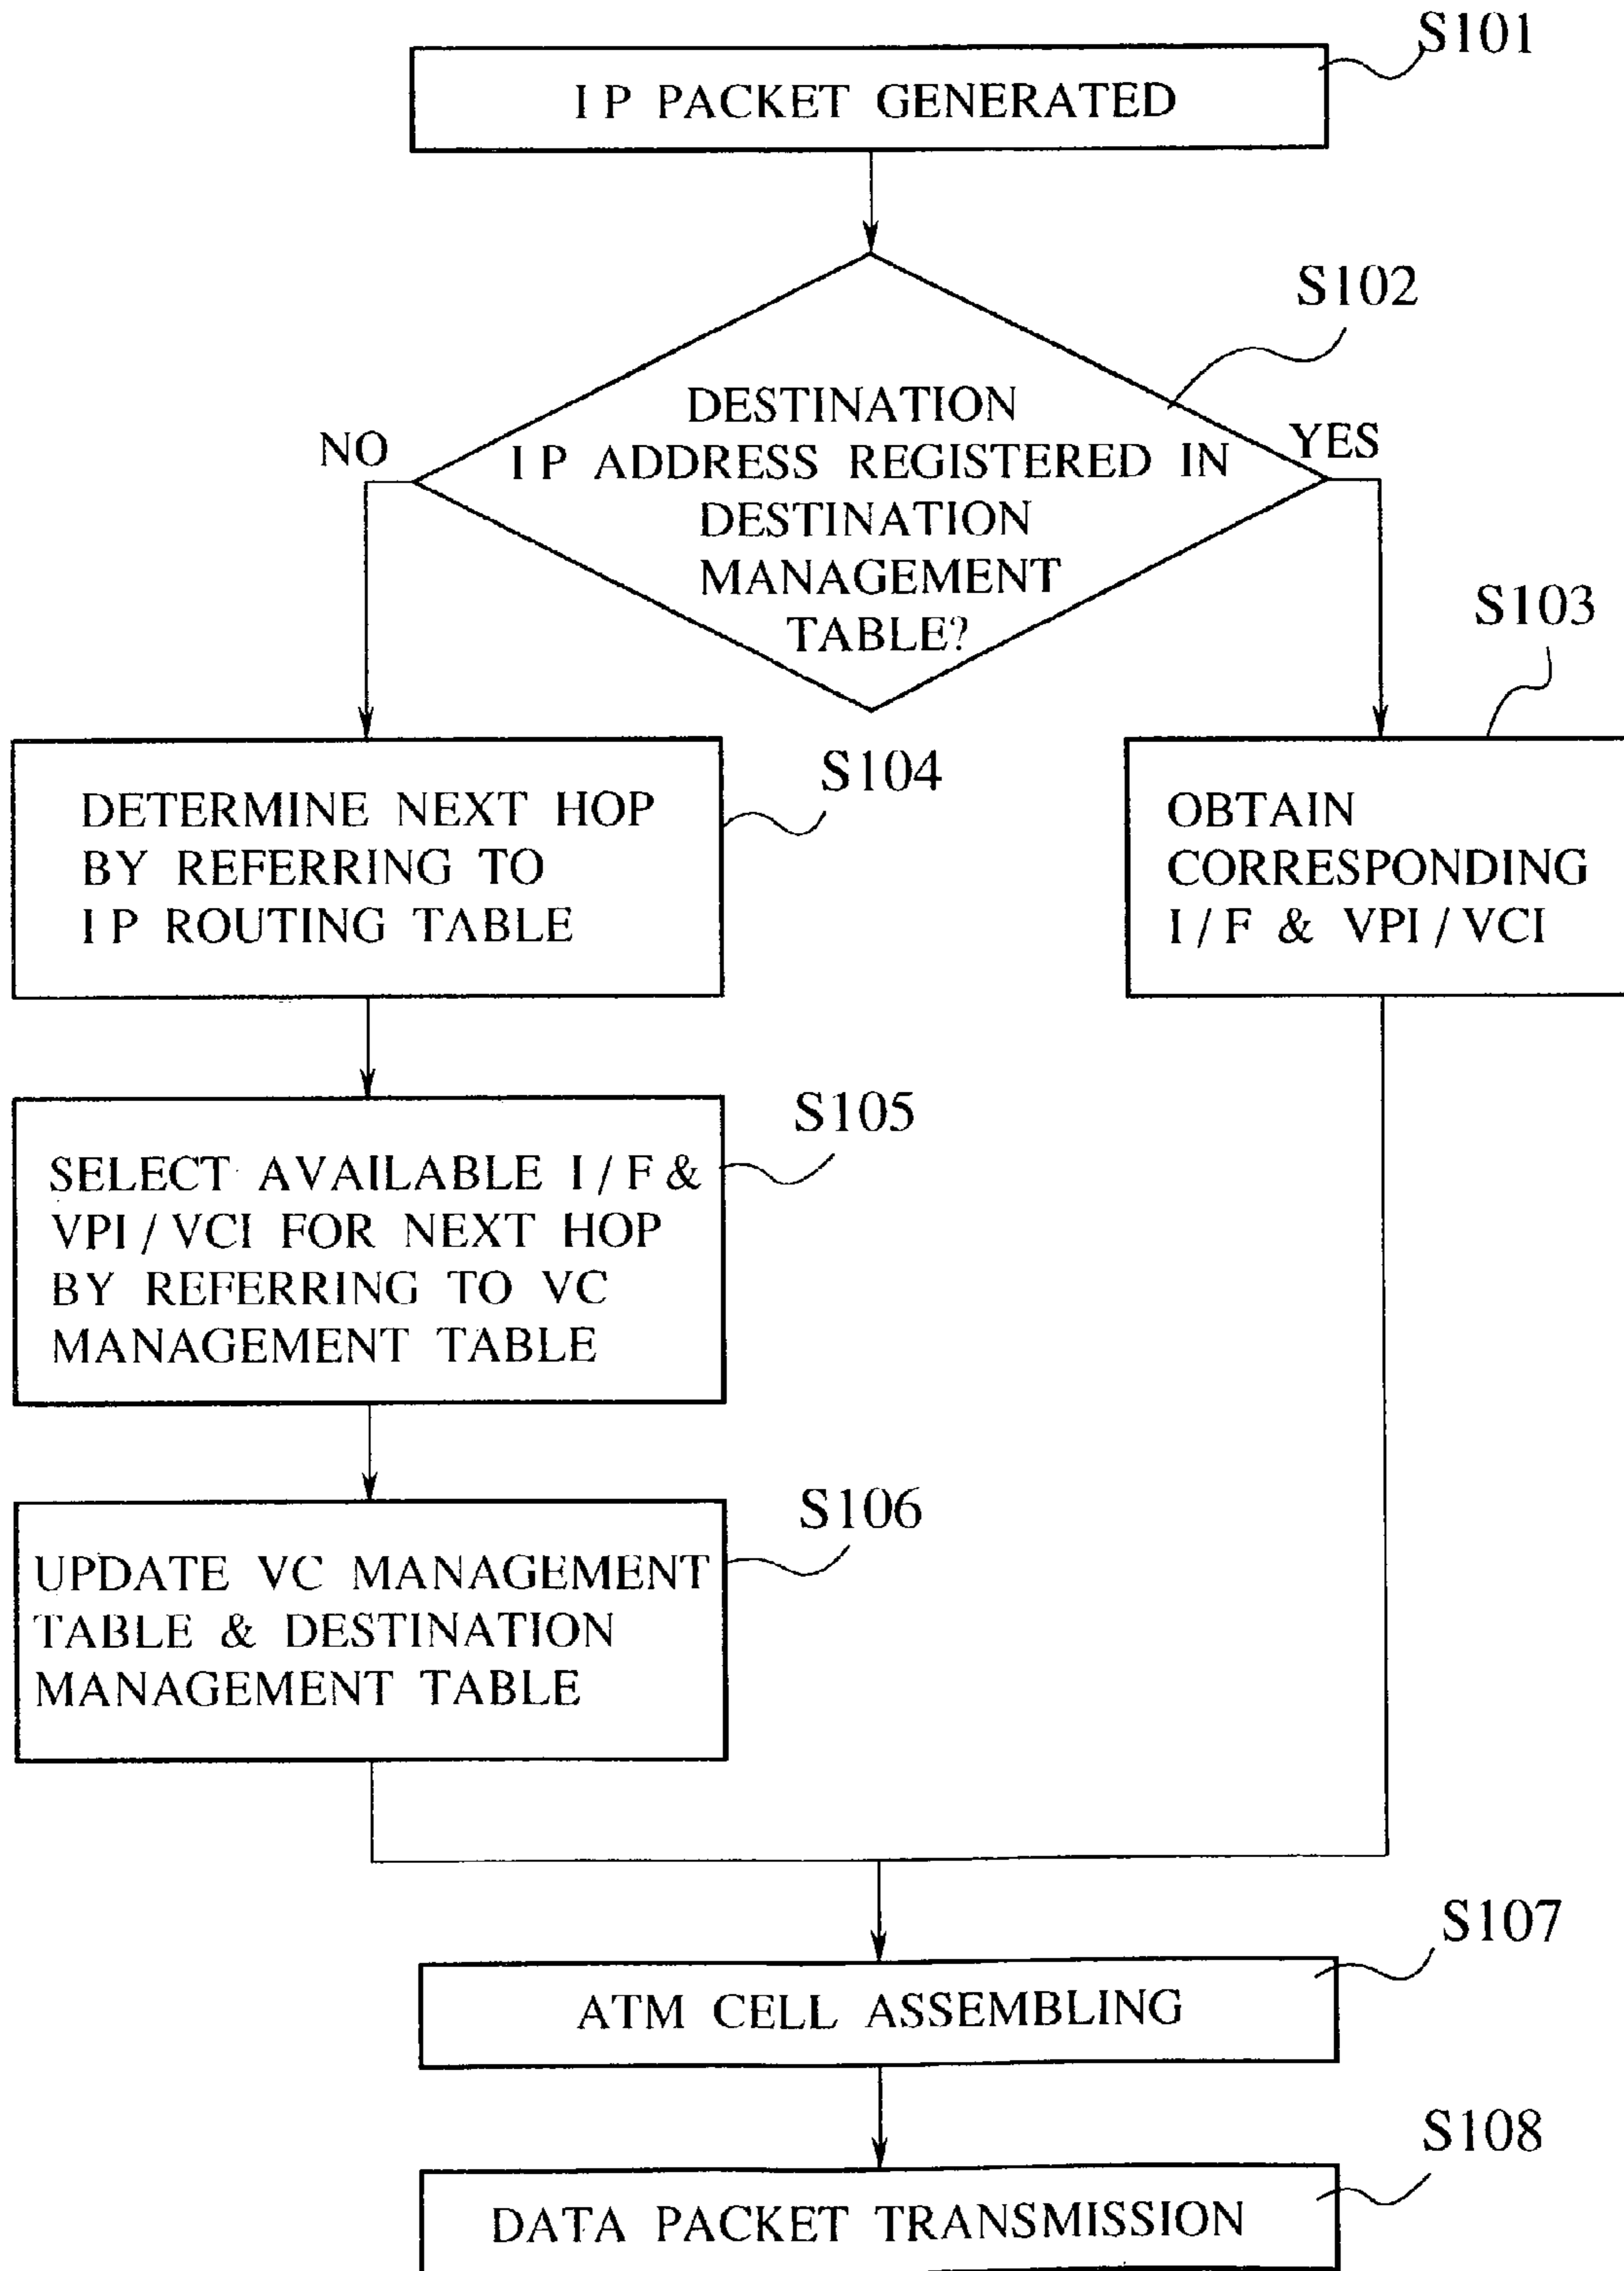 S101
IP PACKET GENERATED
S102
DESTINATION
IP ADDRESS REGISTERED IN
DESTINATION
MANAGEMENT
TABLE?
NO
YES
S103
OBTAIN
CORRESPONDING
I/F & VPI/VCI
S104
DETERMINE NEXT HOP
BY REFERRING TO
IP ROUTING TABLE
S105
SELECT AVAILABLE I/F &
VPI/VCI FOR NEXT HOP
BY REFERRING TO VC
MANAGEMENT TABLE
S106
UPDATE VC MANAGEMENT
TABLE & DESTINATION
MANAGEMENT TABLE
S107
ATM CELL ASSEMBLING
S108
DATA PACKET TRANSMISSION